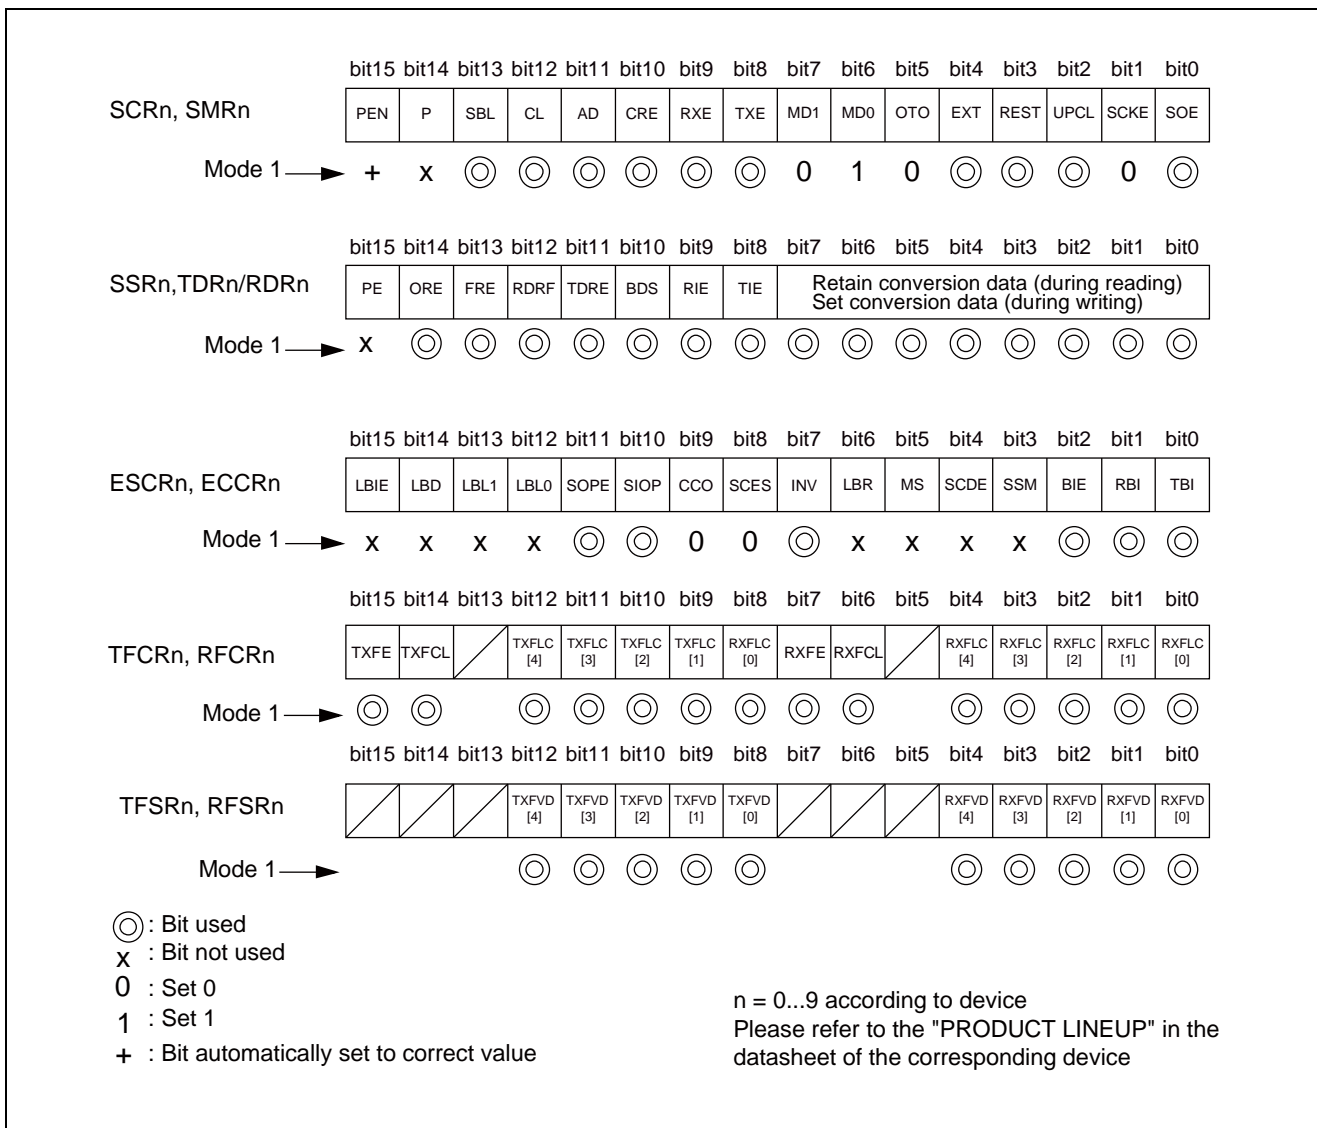 bit15 bit14 bit13 bit12 bit11 bit10 bit9 bit8 bit7 bit6 bit5 bit4 bit3 bit2 bit1 bit0
SCRn, SMRn PEN P SBL CL AD CRE RXE TXE MD1 MD0 OTO EXT REST UPCL SCKE SOE
Mode 1 + x ◎ ◎ ◎ ◎ ◎ ◎ 0 1 0 ◎ ◎ ◎ 0 ◎
bit15 bit14 bit13 bit12 bit11 bit10 bit9 bit8 bit7 bit6 bit5 bit4 bit3 bit2 bit1 bit0
SSRn,TDRn/RDRn PE ORE FRE RDRF TDRE BDS RIE TIE Retain conversion data (during reading)
Set conversion data (during writing)
Mode 1 x ◎ ◎ ◎ ◎ ◎ ◎ ◎ ◎ ◎ ◎ ◎ ◎ ◎ ◎ ◎
bit15 bit14 bit13 bit12 bit11 bit10 bit9 bit8 bit7 bit6 bit5 bit4 bit3 bit2 bit1 bit0
ESCRn, ECCRn LBIE LBD LBL1 LBL0 SOPE SIOP CCO SCES INV LBR MS SCDE SSM BIE RBI TBI
Mode 1 x x x x ◎ ◎ 0 0 ◎ x x x x ◎ ◎ ◎
bit15 bit14 bit13 bit12 bit11 bit10 bit9 bit8 bit7 bit6 bit5 bit4 bit3 bit2 bit1 bit0
TFCRn, RFCRn TXFE TXFCL TXFLC [4] TXFLC [3] TXFLC [2] TXFLC [1] RXFLC [0] RXFE RXFCL RXFLC [4] RXFLC [3] RXFLC [2] RXFLC [1] RXFLC [0]
Mode 1 ◎ ◎ ◎ ◎ ◎ ◎ ◎ ◎ ◎ ◎ ◎ ◎ ◎ ◎
bit15 bit14 bit13 bit12 bit11 bit10 bit9 bit8 bit7 bit6 bit5 bit4 bit3 bit2 bit1 bit0
TFSRn, RFSRn TXFVD [4] TXFVD [3] TXFVD [2] TXFVD [1] TXFVD [0] RXFVD [4] RXFVD [3] RXFVD [2] RXFVD [1] RXFVD [0]
Mode 1 ◎ ◎ ◎ ◎ ◎ ◎ ◎ ◎ ◎ ◎
◎ : Bit used
x : Bit not used
0 : Set 0
1 : Set 1
+ : Bit automatically set to correct value
n = 0...9 according to device
Please refer to the "PRODUCT LINEUP" in the
datasheet of the corresponding device